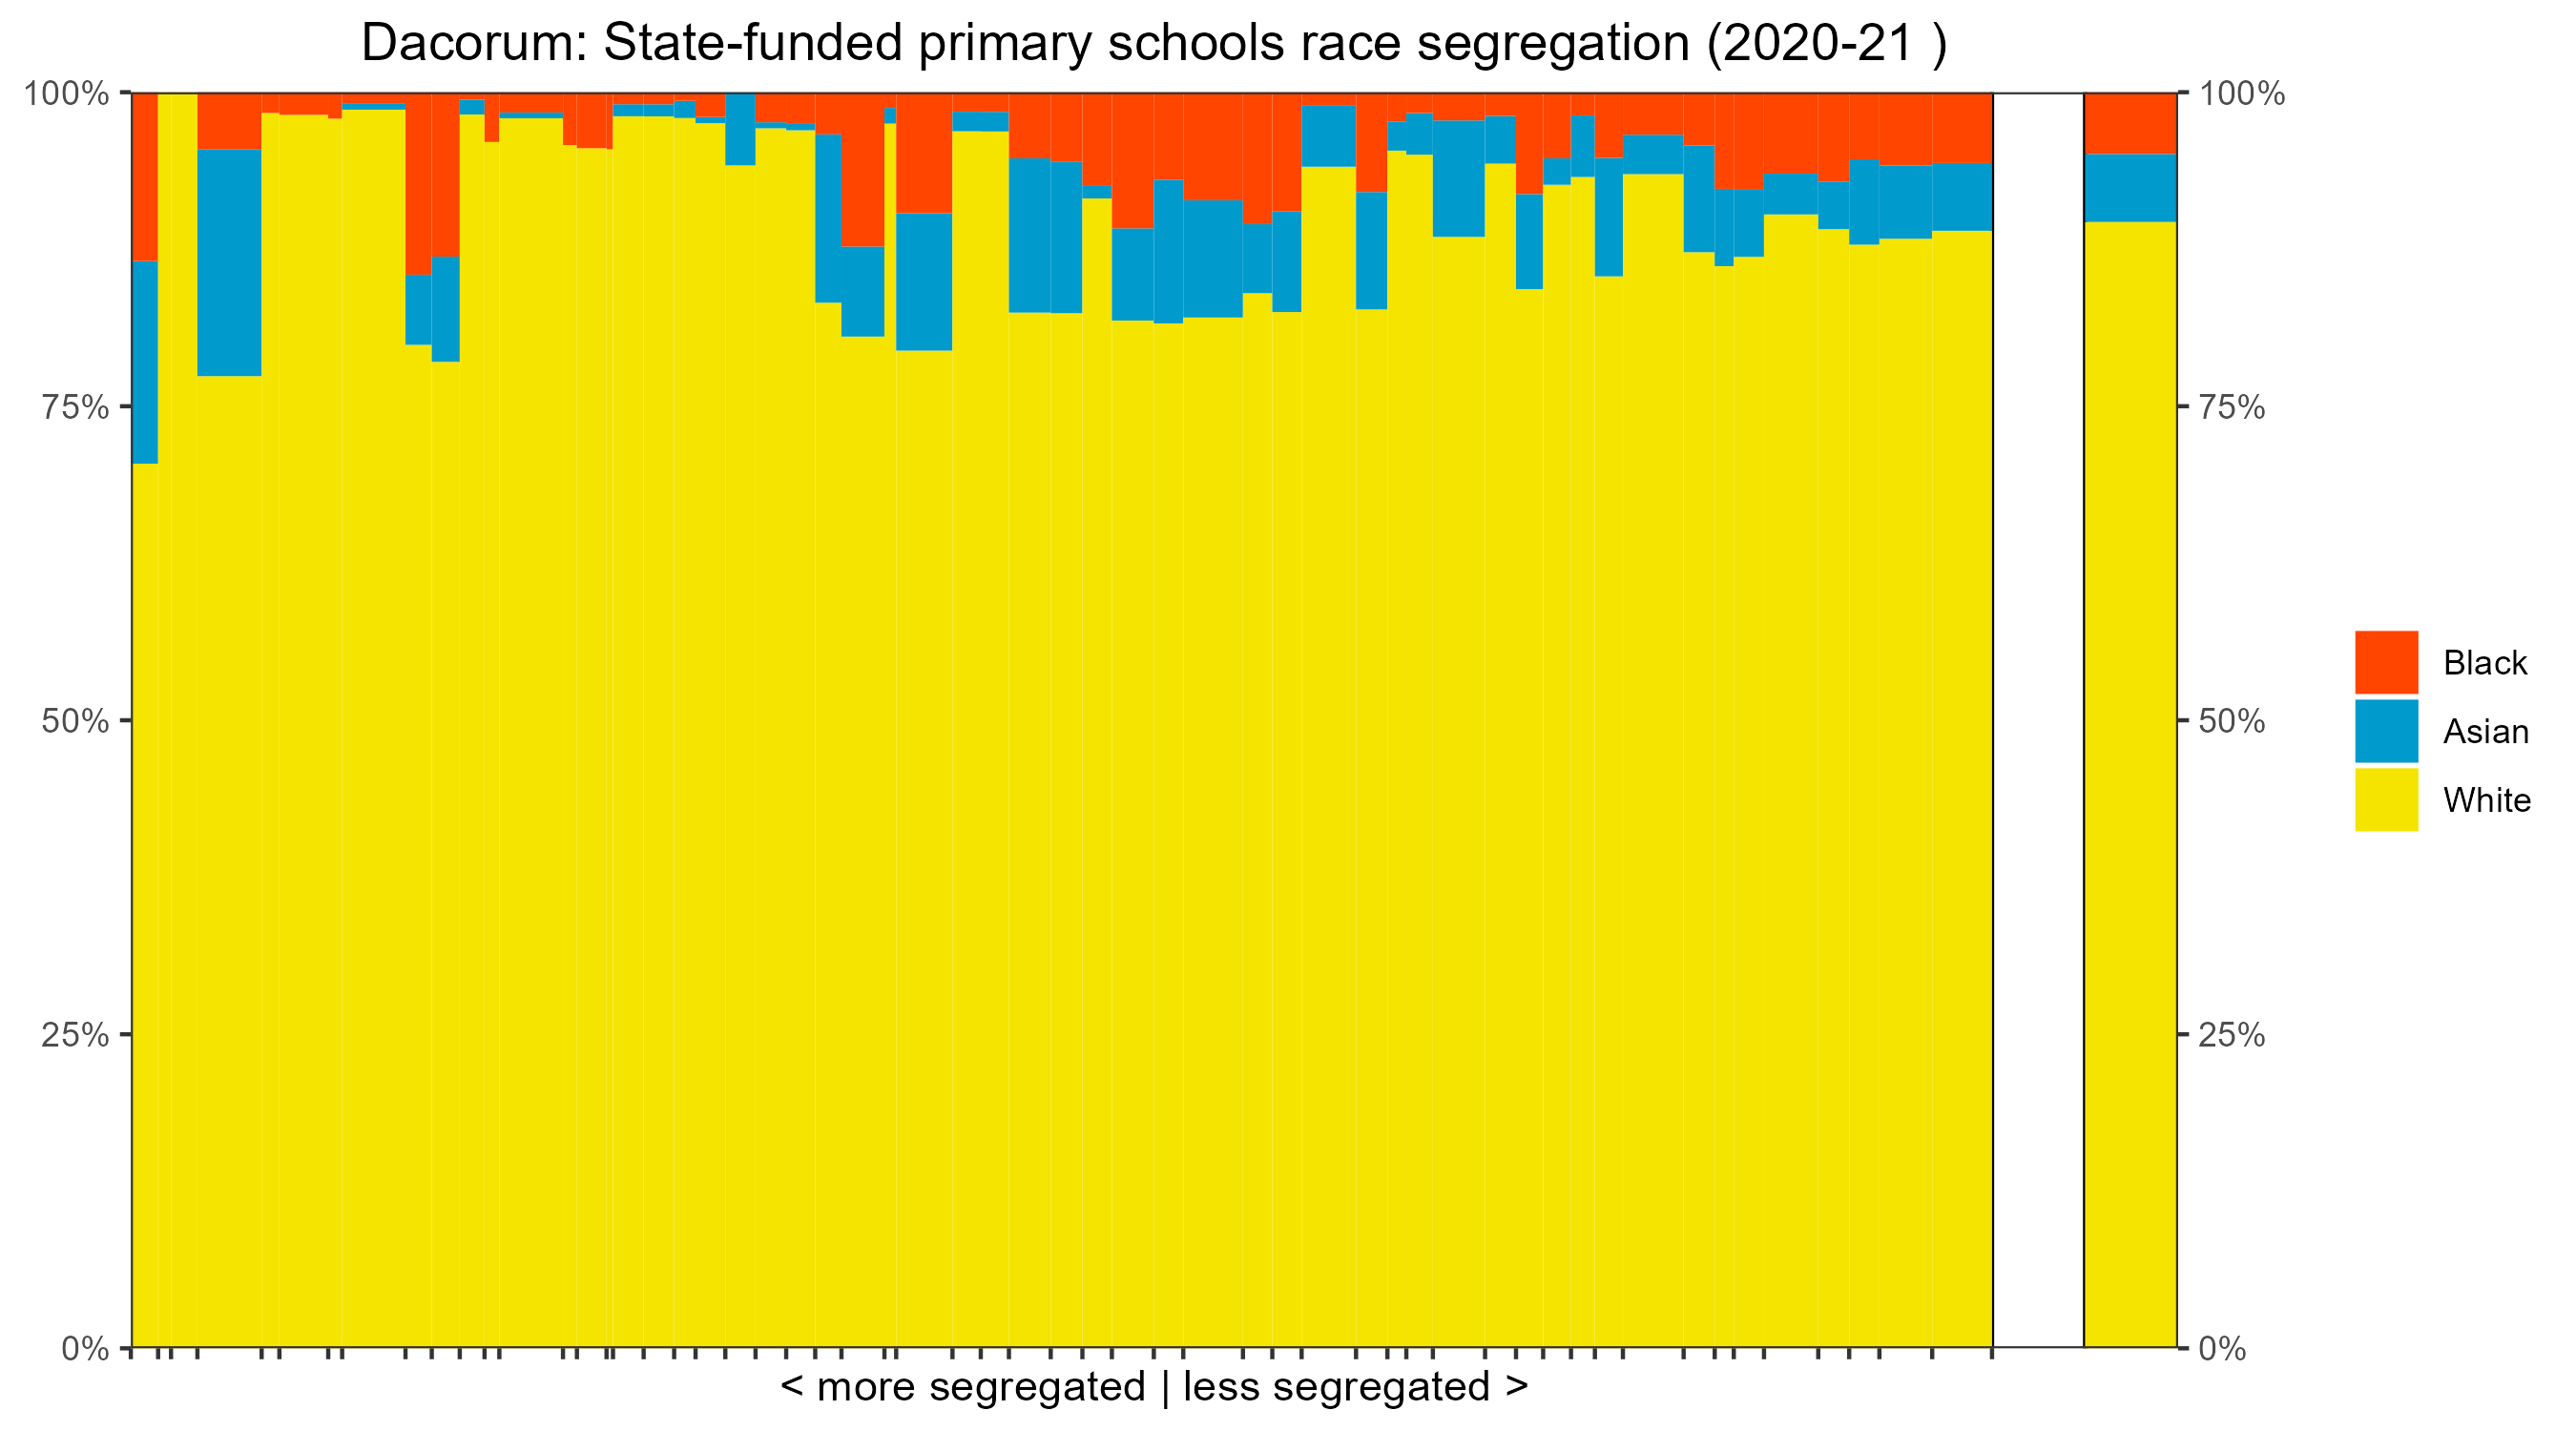 Dacorum: State-funded primary schools race segregation (2020-21 )
100%
75%
50%
25%
0%
100%
75%
50%
25%
0%
Black
Asian
White
< more segregated | less segregated >